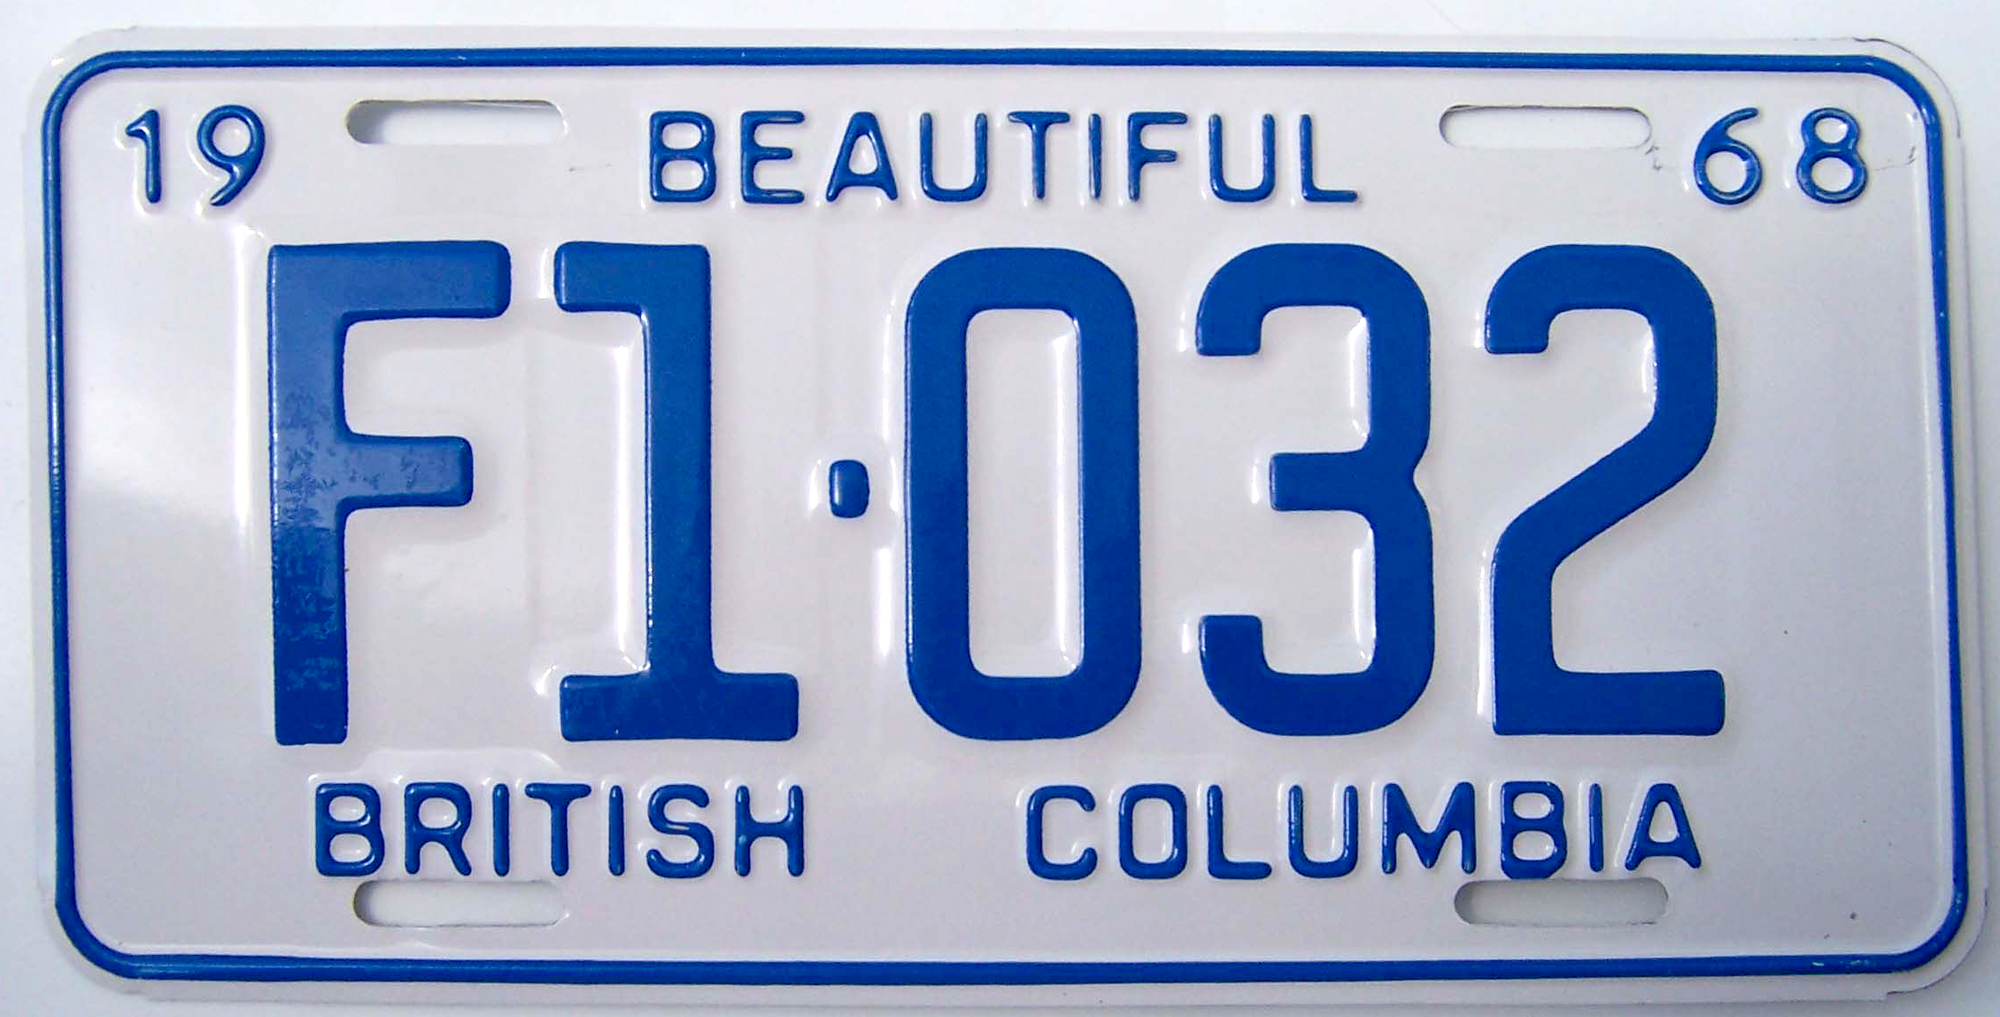 19 BEAUTIFUL 68
F1·032
BRITISH COLUMBIA